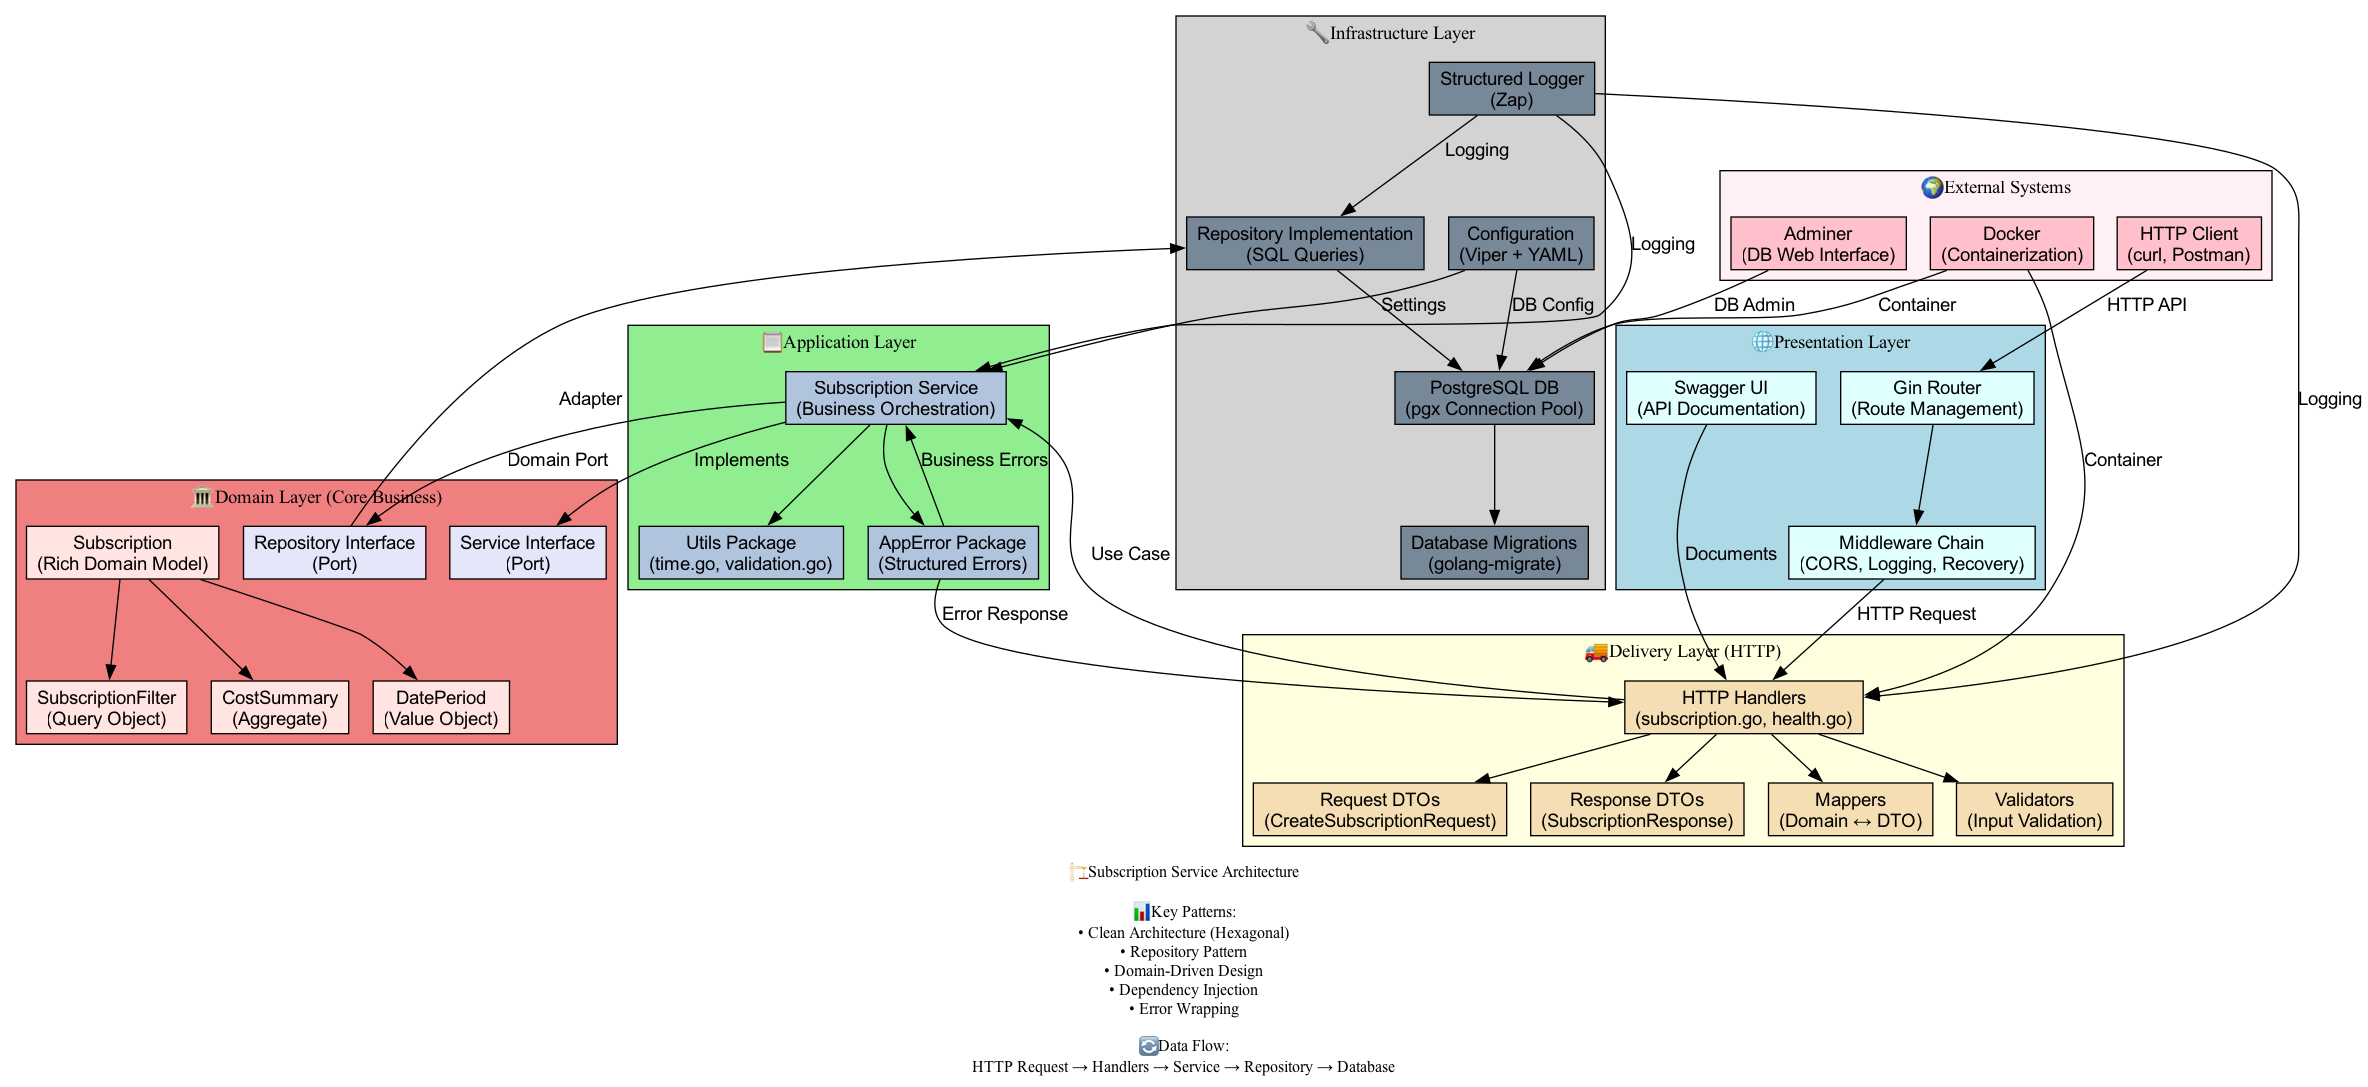 Infrastructure Layer
Structured Logger
(Zap)
Logging
Repository Implementation
(SQL Queries)
Configuration
(Viper + YAML)
Logging
Settings
DB Config
PostgreSQL DB
(pgx Connection Pool)
Database Migrations
(golang-migrate)
External Systems
Adminer
(DB Web Interface)
Docker
(Containerization)
HTTP Client
(curl, Postman)
DB Admin
Container
HTTP API
Presentation Layer
Swagger UI
(API Documentation)
Gin Router
(Route Management)
Logging
Container
Documents
Middleware Chain
(CORS, Logging, Recovery)
HTTP Request
Application Layer
Subscription Service
(Business Orchestration)
Adapter
Domain Port
Implements
Business Errors
Utils Package
(time.go, validation.go)
AppError Package
(Structured Errors)
Use Case
Error Response
Domain Layer (Core Business)
Subscription
(Rich Domain Model)
Repository Interface
(Port)
Service Interface
(Port)
SubscriptionFilter
(Query Object)
CostSummary
(Aggregate)
DatePeriod
(Value Object)
Delivery Layer (HTTP)
HTTP Handlers
(subscription.go, health.go)
Request DTOs
(CreateSubscriptionRequest)
Response DTOs
(SubscriptionResponse)
Mappers
(Domain ↔ DTO)
Validators
(Input Validation)
Subscription Service Architecture
Key Patterns:
• Clean Architecture (Hexagonal)
• Repository Pattern
• Domain-Driven Design
• Dependency Injection
• Error Wrapping
Data Flow:
HTTP Request → Handlers → Service → Repository → Database